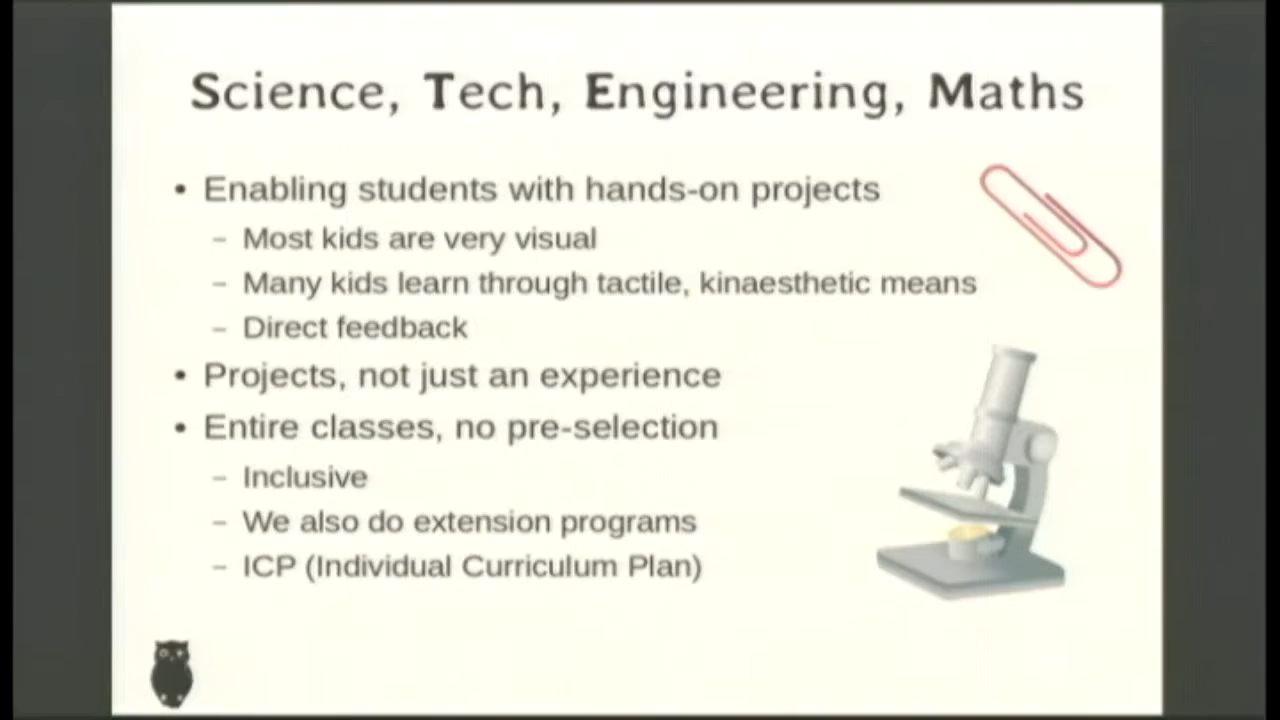 Science, Tech, Engineering, Maths
• Enabling students with hands-on projects
– Most kids are very visual
– Many kids learn through tactile, kinaesthetic means
– Direct feedback
• Projects, not just an experience
• Entire classes, no pre-selection
– Inclusive
– We also do extension programs
– ICP (Individual Curriculum Plan)